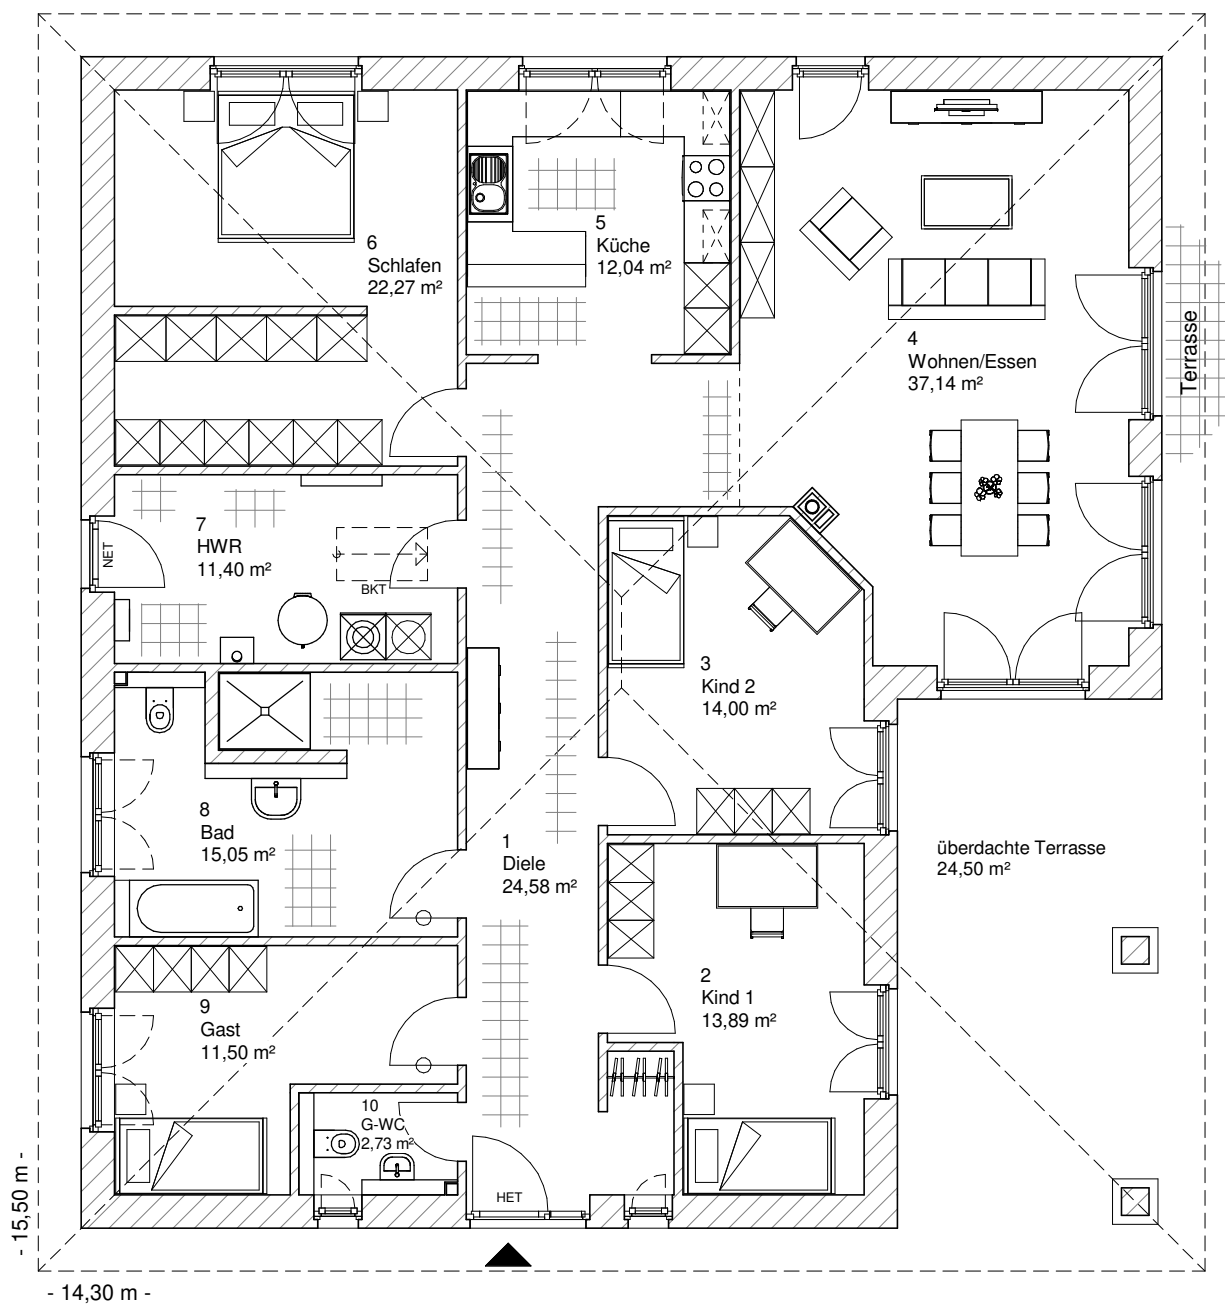 6
Schlafen
22,27 m²
5
Küche
12,04 m²
4
Wohnen/Essen
37,14 m²
Terrasse
7
HWR
11,40 m²
NET
BKT
3
Kind 2
14,00 m²
8
Bad
15,05 m²
1
Diele
24,58 m²
überdachte Terrasse
24,50 m²
2
Kind 1
13,89 m²
9
Gast
11,50 m²
10
G-WC
2,73 m²
HET
- 15,50 m -
- 14,30 m -